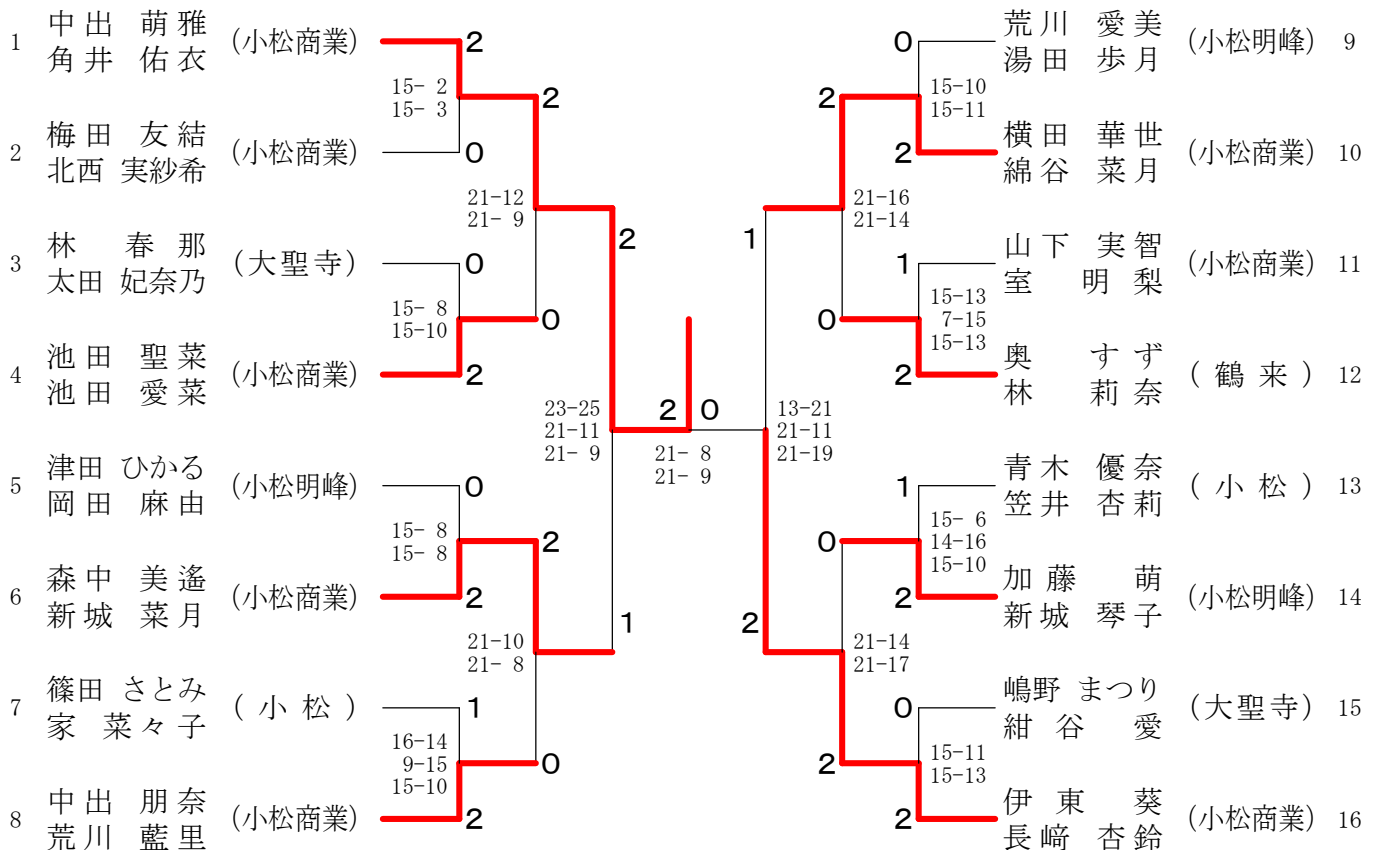 1 中出 萌雅 (小松商業) 2
角井 佑衣
15- 2
15- 3
2
2 梅田 友結 (小松商業) 0
北西 実紗希
21-12
21- 9
2
3 林 春那 (大聖寺) 0
太田 妃奈乃
15- 8
15-10
0
4 池田 聖菜 (小松商業) 2
池田 愛菜
23-25
21-11
21- 9
2 0
21- 8
21- 9
5 津田 ひかる (小松明峰) 0
岡田 麻由
15- 8
15- 8
2
6 森中 美遙 (小松商業) 2
新城 菜月
21-10
21- 8
1
7 篠田 さとみ (小松) 1
家 菜々子
16-14
9-15
15-10
0
8 中出 朋奈 (小松商業) 2
荒川 藍里
0 荒川 愛美 (小松明峰) 9
湯田 歩月
15-10
15-11
2
2 横田 華世 (小松商業) 10
綿谷 菜月
21-16
21-14
1
1 山下 実智 (小松商業) 11
室 明梨
15-13
7-15
15-13
0
2 奥 すず (鶴来) 12
林 莉奈
13-21
21-11
21-19
1 青木 優奈 (小松) 13
笠井 杏莉
15- 6
14-16
15-10
0
2 加藤 萌 (小松明峰) 14
新城 琴子
21-14
21-17
2
0 嶋野 まつり (大聖寺) 15
紺谷 愛
15-11
15-13
2
2 伊東 葵 (小松商業) 16
長﨑 杏鈴